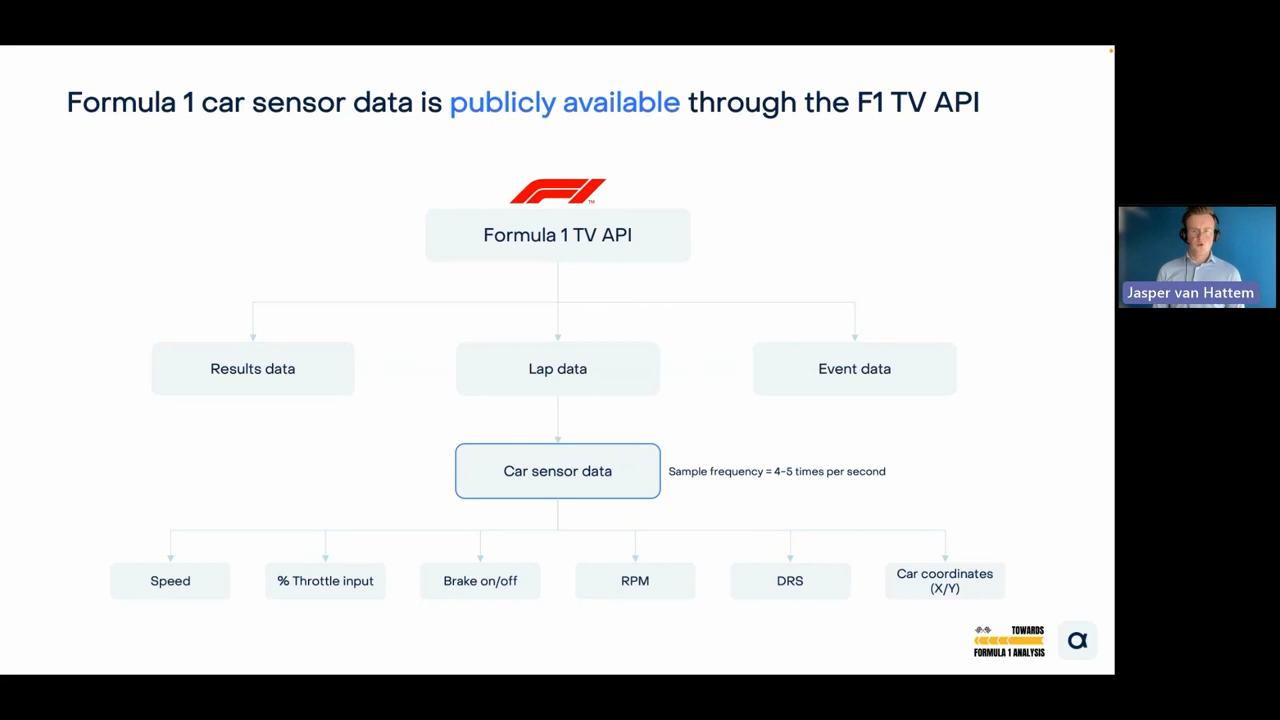 Formula 1 car sensor data is publicly available through the F1 TV API
F1
TM
Formula 1 TV API
Results data
Lap data
Event data
Car sensor data
Sample frequency = 4-5 times per second
Speed
% Throttle input
Brake on/off
RPM
DRS
Car coordinates
(X/Y)
TOWARDS
FORMULA 1 ANALYSIS
Jasper van Hattem